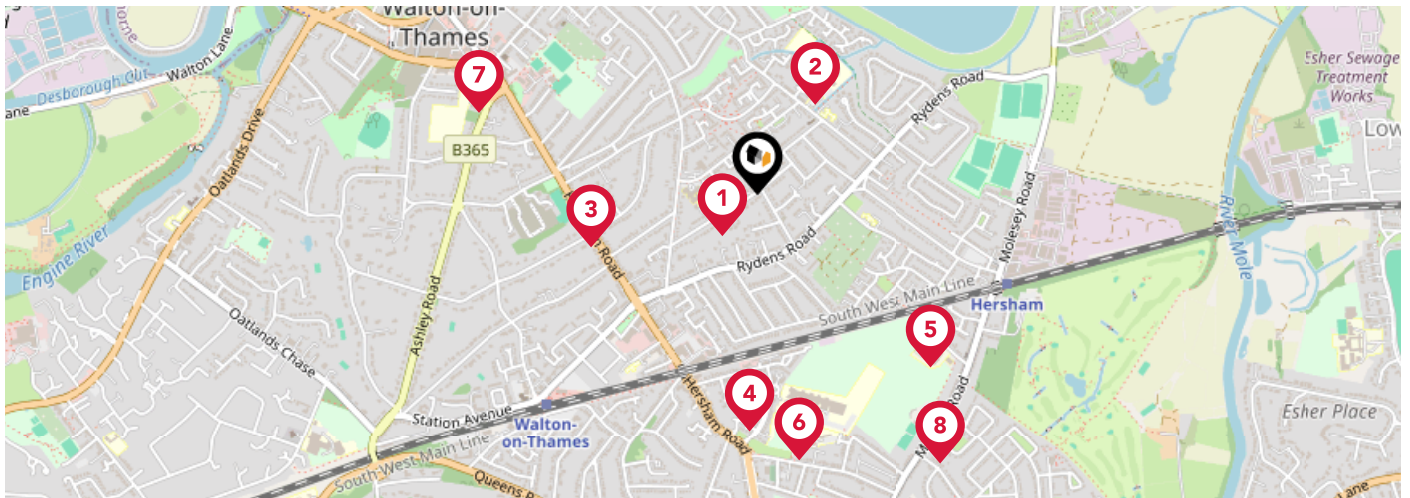 Walton-on-
Thames
Desborough Cut
Walton Lane
Oatlands Drive
7
B365
2
Rydens Road
Esher Sewage
Treatment
Works
Low
1
3
Road
Rydens Road
Molesey Road
River Mole
Engine River
Oatlands Chase
Ashley Road
South West Main Line
Hersham
5
4
6
8
Hersham Road
Road
Station Avenue
Walton-
on-Thames
South West Main Line
Queens
Esher Place
ane